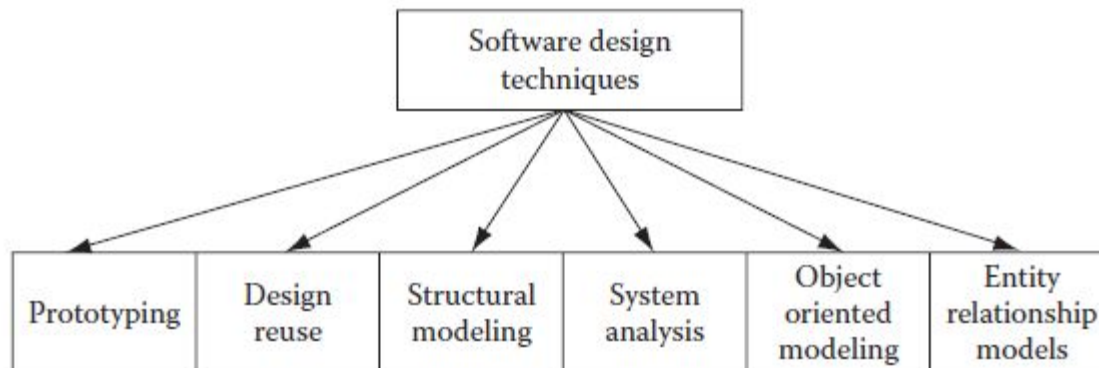 Software design
techniques
Prototyping
Design
reuse
Structural
modeling
System
analysis
Object
oriented
modeling
Entity
relationship
models